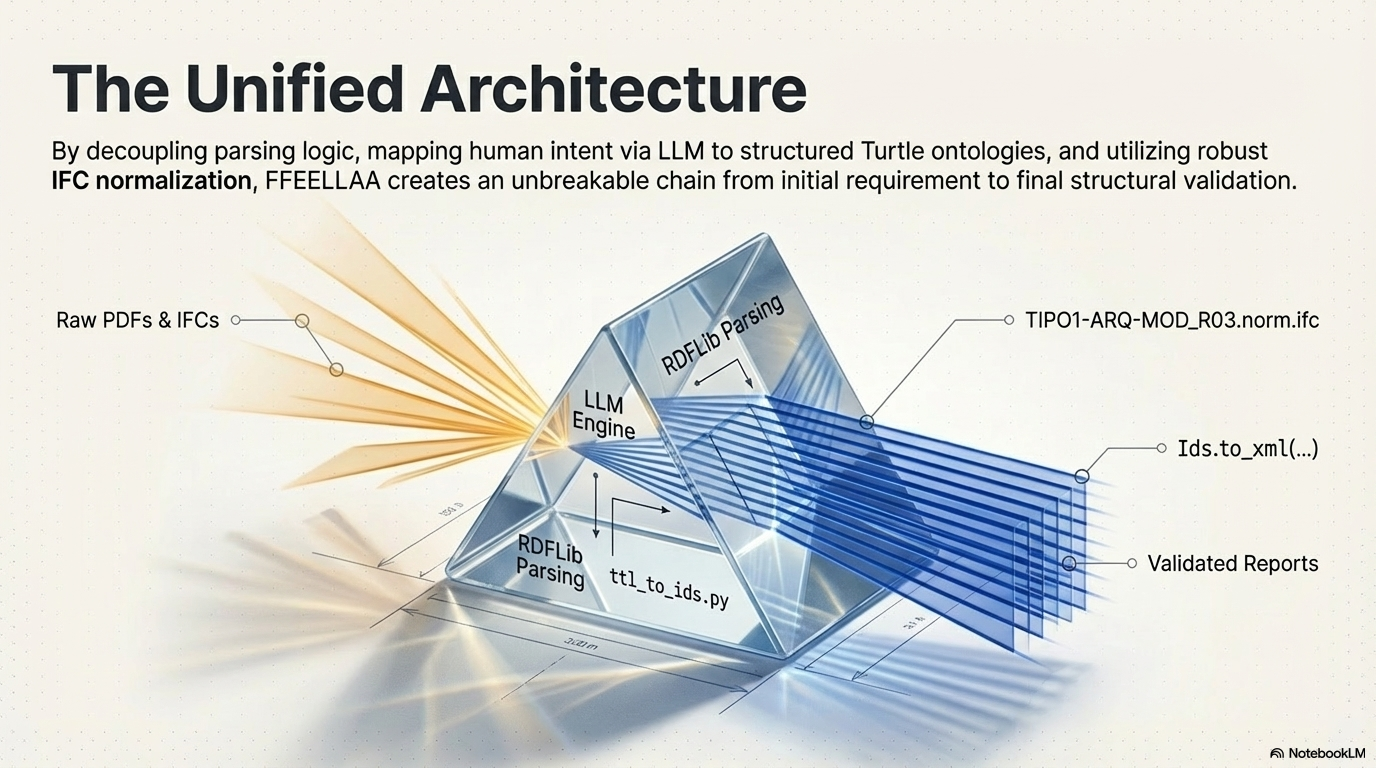 The Unified Architecture
By decoupling parsing logic, mapping human intent via LLM to structured Turtle ontologies, and utilizing robust
IFC normalization, FFEELLAA creates an unbreakable chain from initial requirement to final structural validation.
Raw PDFs & IFCs
RDFLib Parsing
LLM
Engine
RDFLib
Parsing
ttl_to_ids.py
TIPO1-ARQ-MOD_R03.norm.ifc
Ids.to_xml(...)
Validated Reports
NotebookLM